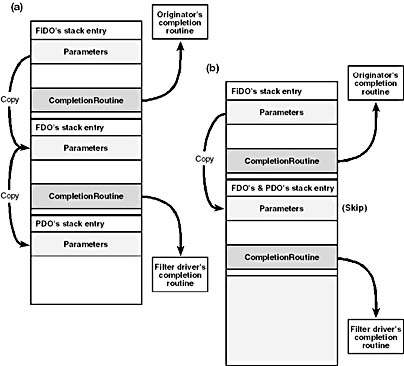 (a)
FiDO's stack entry
Parameters
CompletionRoutine
FDO's stack entry
Parameters
CompletionRoutine
PDO's stack entry
Parameters
Copy
Copy
Originator's
completion
routine
Filter driver's
completion
routine
(b)
FiDO's stack entry
Parameters
CompletionRoutine
FDO's & PDO's stack entry
Parameters
(Skip)
CompletionRoutine
Copy
Originator's
completion
routine
Filter driver's
completion
routine